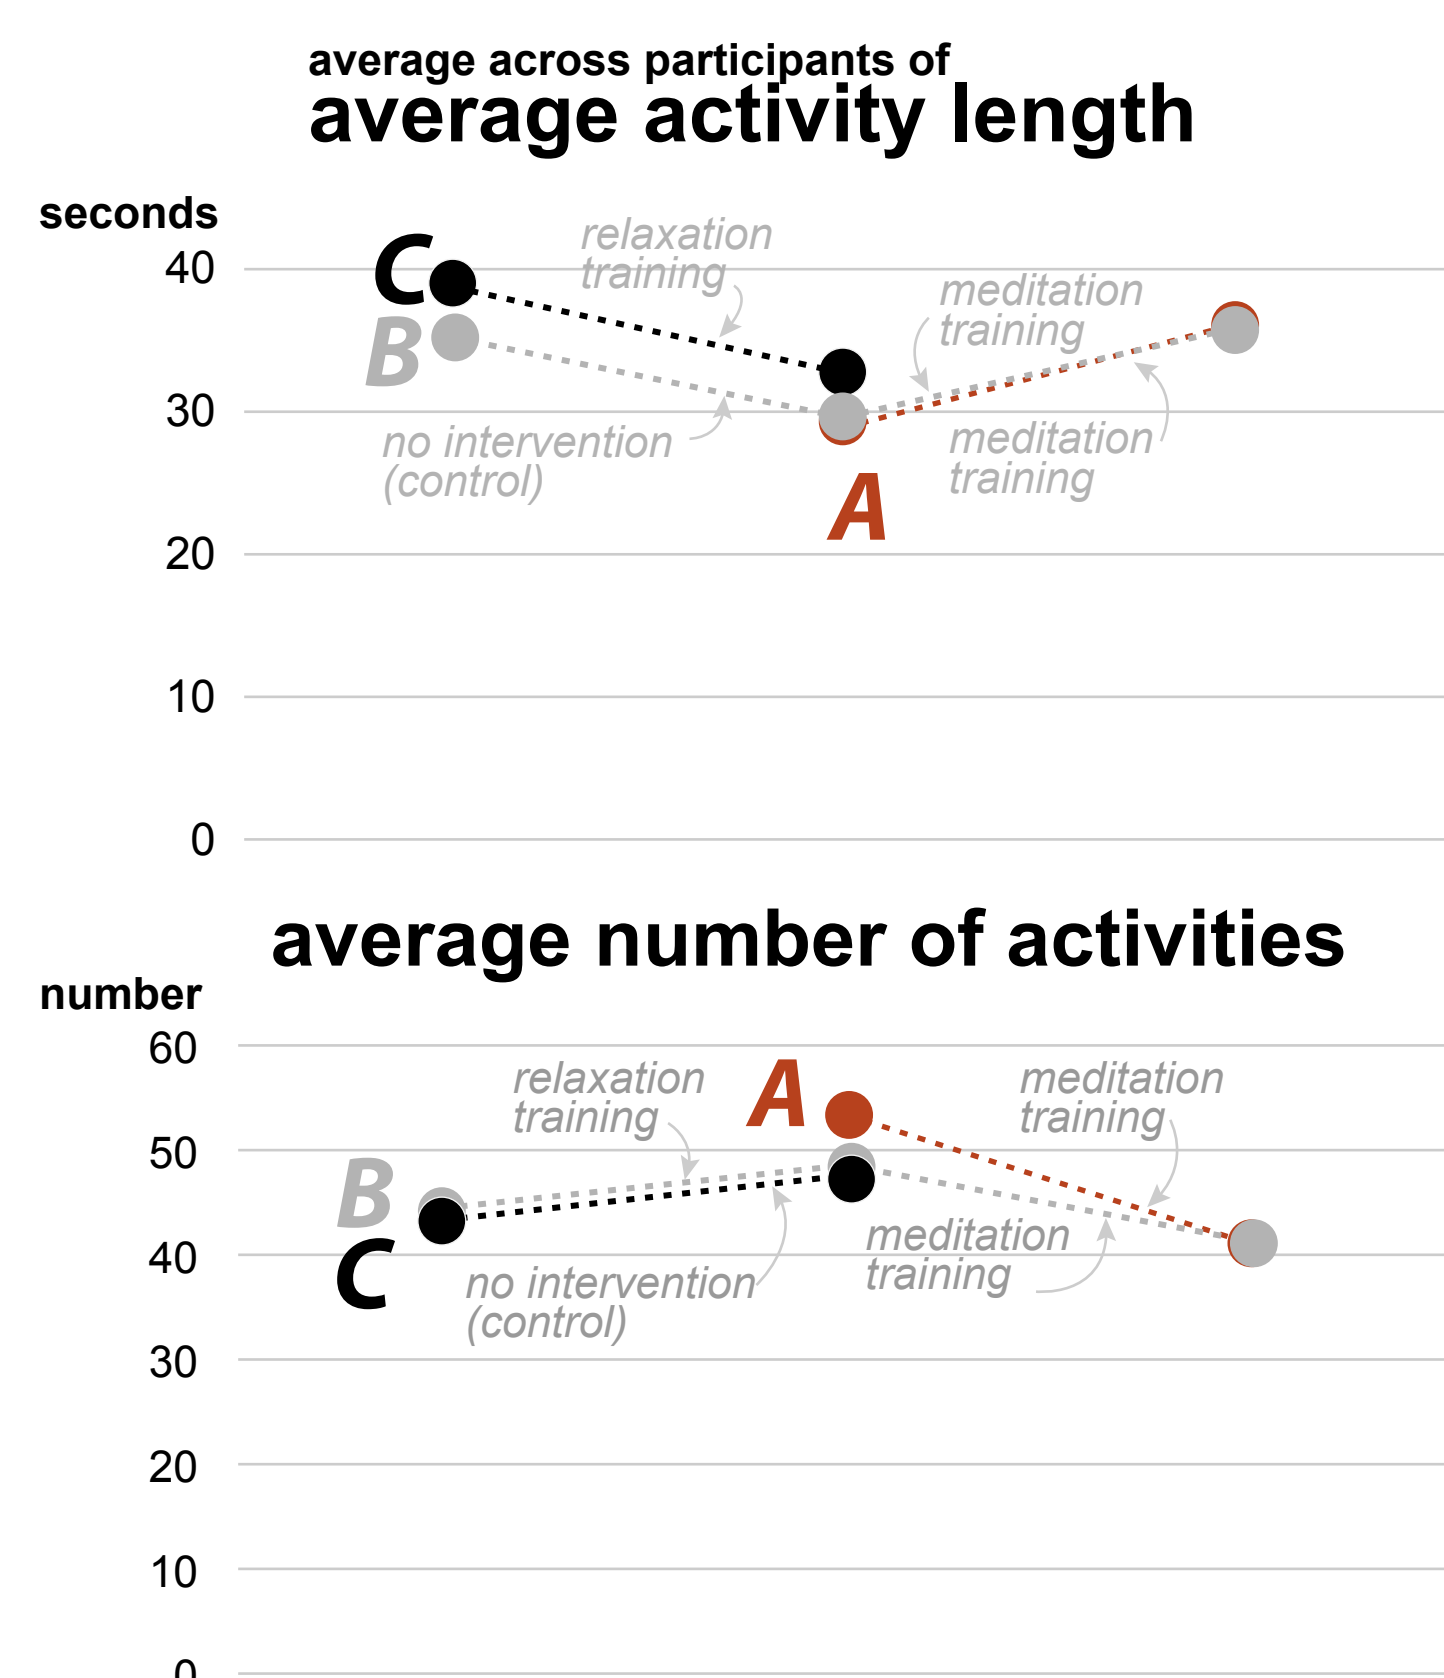 average across participants of
average activity length
seconds
40
C
relaxation
training
meditation
training
B
30
no intervention
(control)
meditation
training
A
20
10
0
average number of activities
number
60
relaxation
training
A
meditation
training
50
B
meditation
training
40
C
no intervention
(control)
30
20
10
0